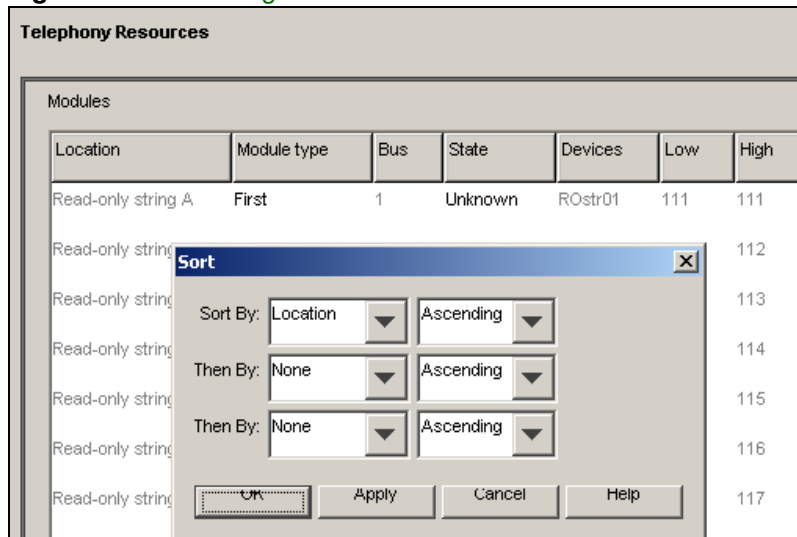 Telephony Resources
Modules
Location Module type Bus State Devices Low High
Read-only string A First 1 Unknown ROstr01 111 111
Read-only string 112
Sort
Read-only string 113
Sort By: Location Ascending
Read-only string 114
Then By: None Ascending
Read-only string 115
Then By: None Ascending
Read-only string 116
Read-only string 117
OK Apply Cancel Help